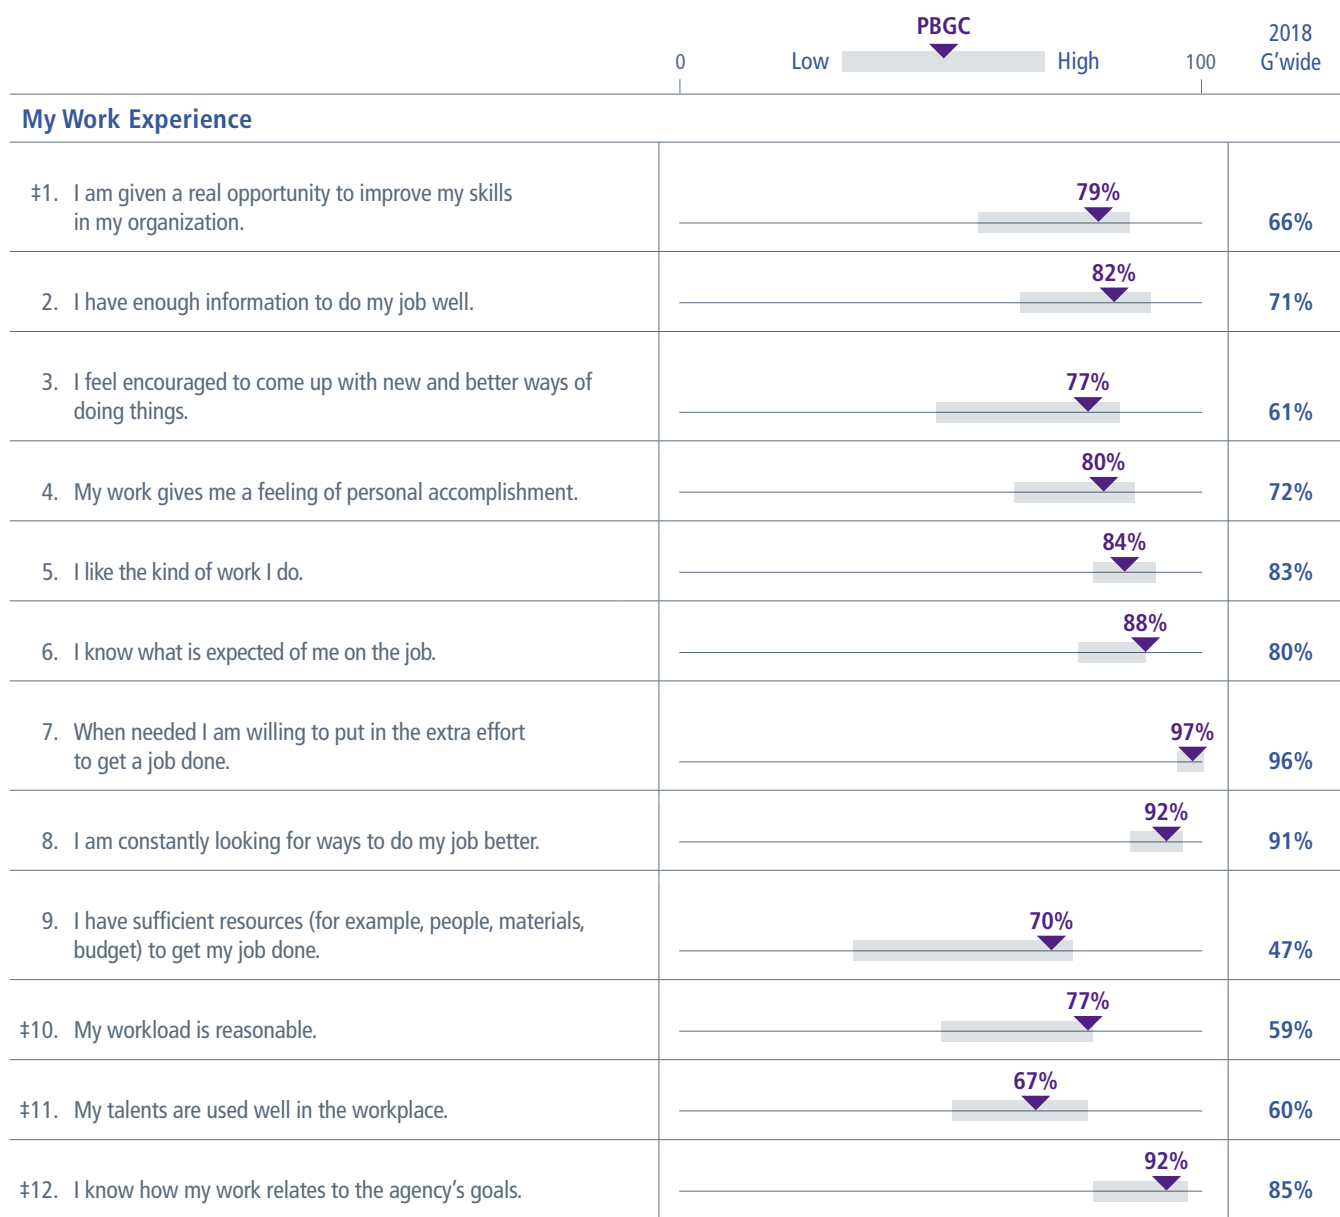 PBGC
2018
0 Low High 100 G’wide
My Work Experience
‡1. I am given a real opportunity to improve my skills
in my organization.
79%
66%
2. I have enough information to do my job well.
82%
71%
3. I feel encouraged to come up with new and better ways of
doing things.
77%
61%
4. My work gives me a feeling of personal accomplishment.
80%
72%
5. I like the kind of work I do.
84%
83%
6. I know what is expected of me on the job.
88%
80%
7. When needed I am willing to put in the extra effort
to get a job done.
97%
96%
8. I am constantly looking for ways to do my job better.
92%
91%
9. I have sufficient resources (for example, people, materials,
budget) to get my job done.
70%
47%
‡10. My workload is reasonable.
77%
59%
‡11. My talents are used well in the workplace.
67%
60%
‡12. I know how my work relates to the agency’s goals.
92%
85%